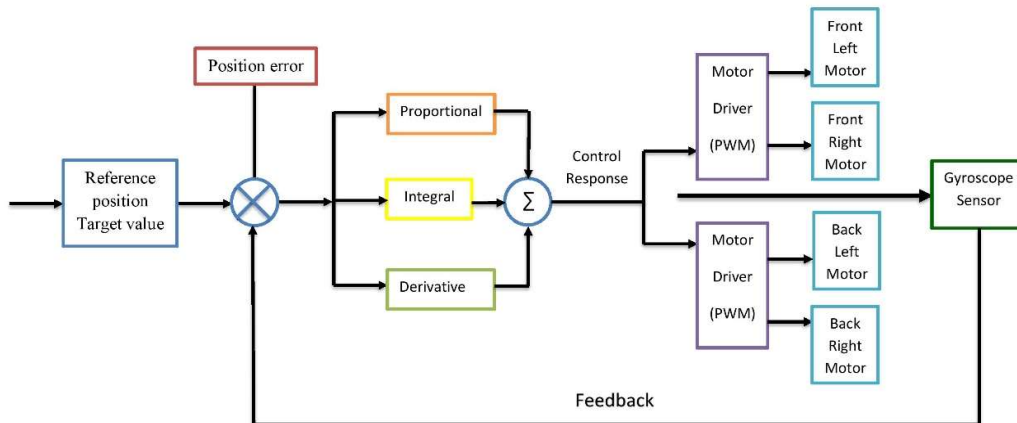 Position error
Reference
position
Target value
Proportional
Integral
Derivative
Σ
Control
Response
Motor
Driver
(PWM)
Front
Left
Motor
Front
Right
Motor
Motor
Driver
(PWM)
Back
Left
Motor
Back
Right
Motor
Gyroscope
Sensor
Feedback